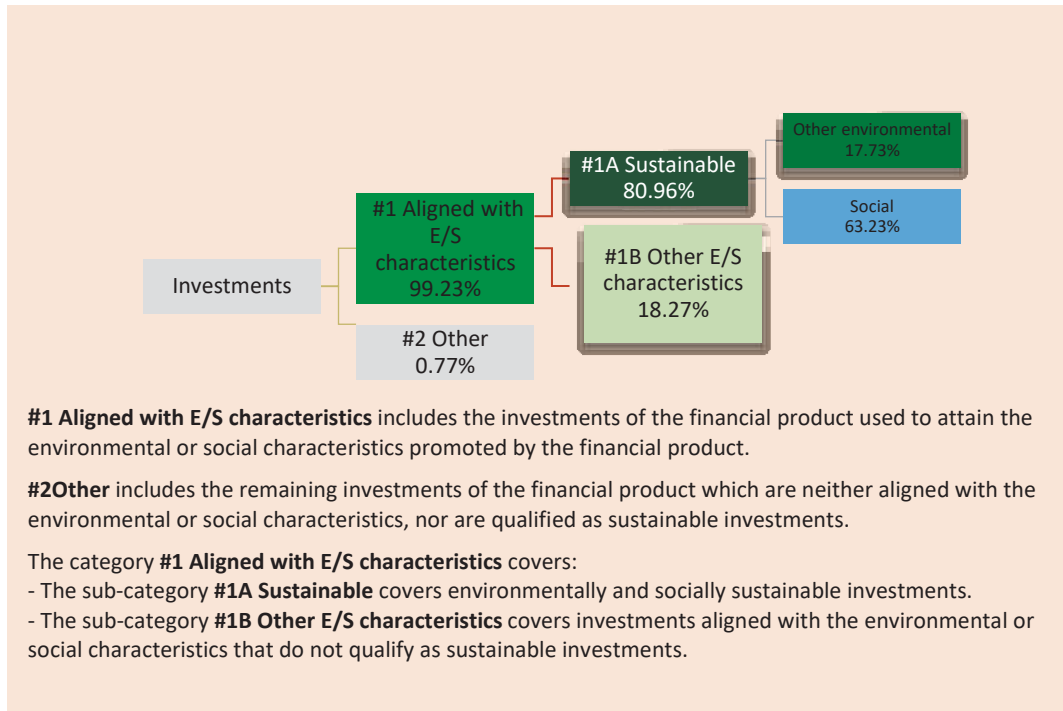 Other environmental
17.73%
#1A Sustainable
80.96%
Social
63.23%
#1 Aligned with
E/S
characteristics
99.23%
#1B Other E/S
characteristics
18.27%
Investments
#2 Other
0.77%
#1 Aligned with E/S characteristics includes the investments of the financial product used to attain the
environmental or social characteristics promoted by the financial product.
#2Other includes the remaining investments of the financial product which are neither aligned with the
environmental or social characteristics, nor are qualified as sustainable investments.
The category #1 Aligned with E/S characteristics covers:
- The sub-category #1A Sustainable covers environmentally and socially sustainable investments.
- The sub-category #1B Other E/S characteristics covers investments aligned with the environmental or
social characteristics that do not qualify as sustainable investments.